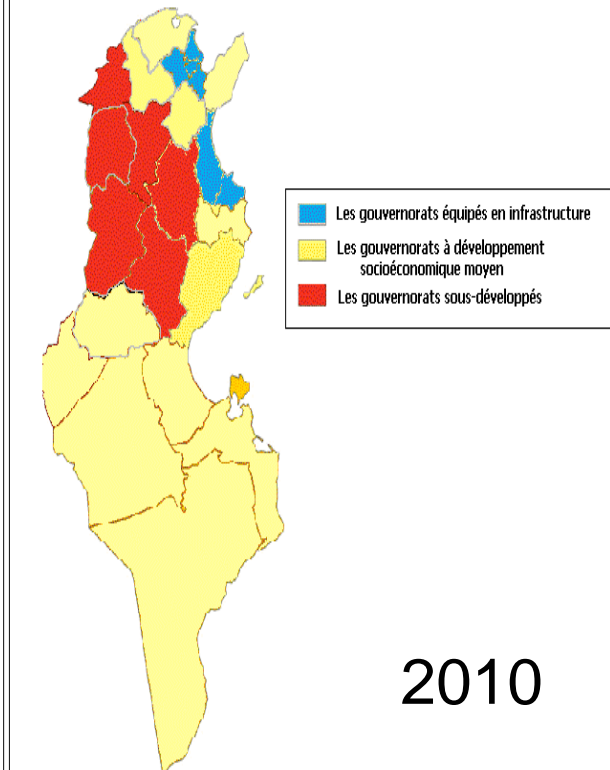 Les gouvernorats équipés en infrastructure
Les gouvernorats à développement
socioéconomique moyen
Les gouvernorats sous-développés
2010